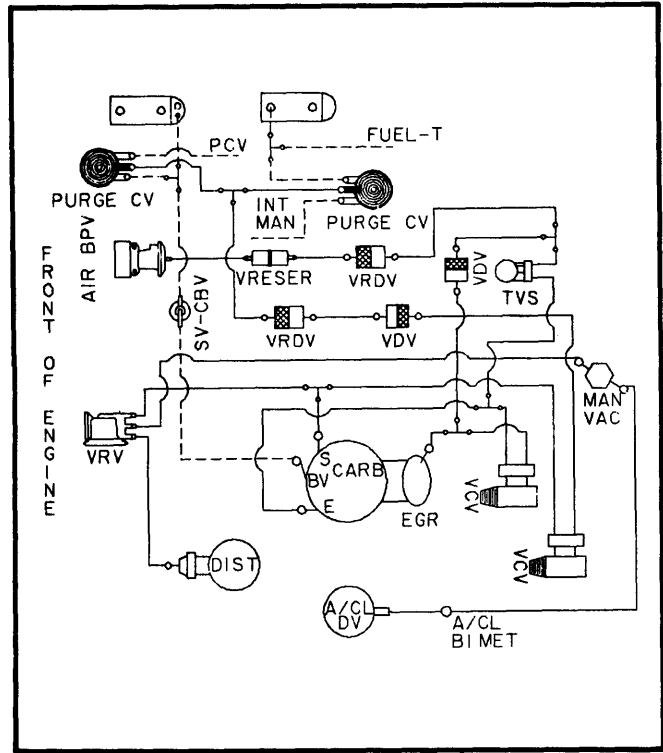 PCV
FUEL-T
PURGE CV
INT
MAN
PURGE CV
AIR BPV
VRESER
VRDV
VDV
TVS
FRONT OF ENGINE
SV-CBV
VRDV
VDV
MAN
VAC
VRV
S
CARB
BV
E
EGR
VCV
VCV
DIST
A/CL
DV
A/CL
BIMET